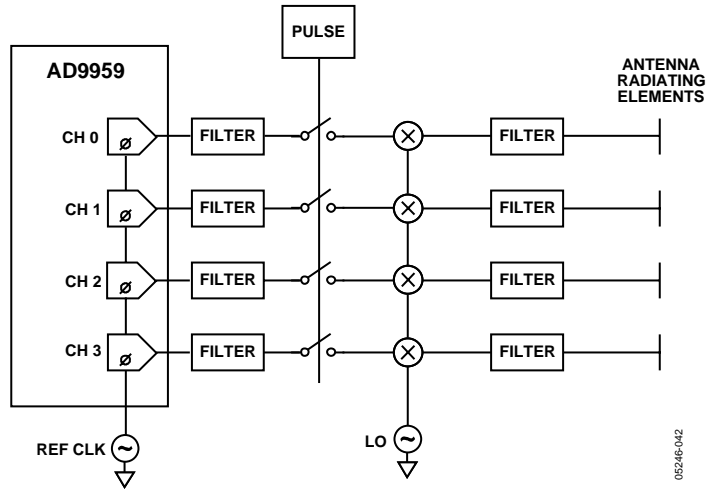 PULSE
AD9959
ANTENNA
RADIATING
ELEMENTS
CH 0
ø
FILTER
FILTER
CH 1
ø
FILTER
FILTER
CH 2
ø
FILTER
FILTER
CH 3
ø
FILTER
FILTER
REF CLK
~
LO
~
05246-042